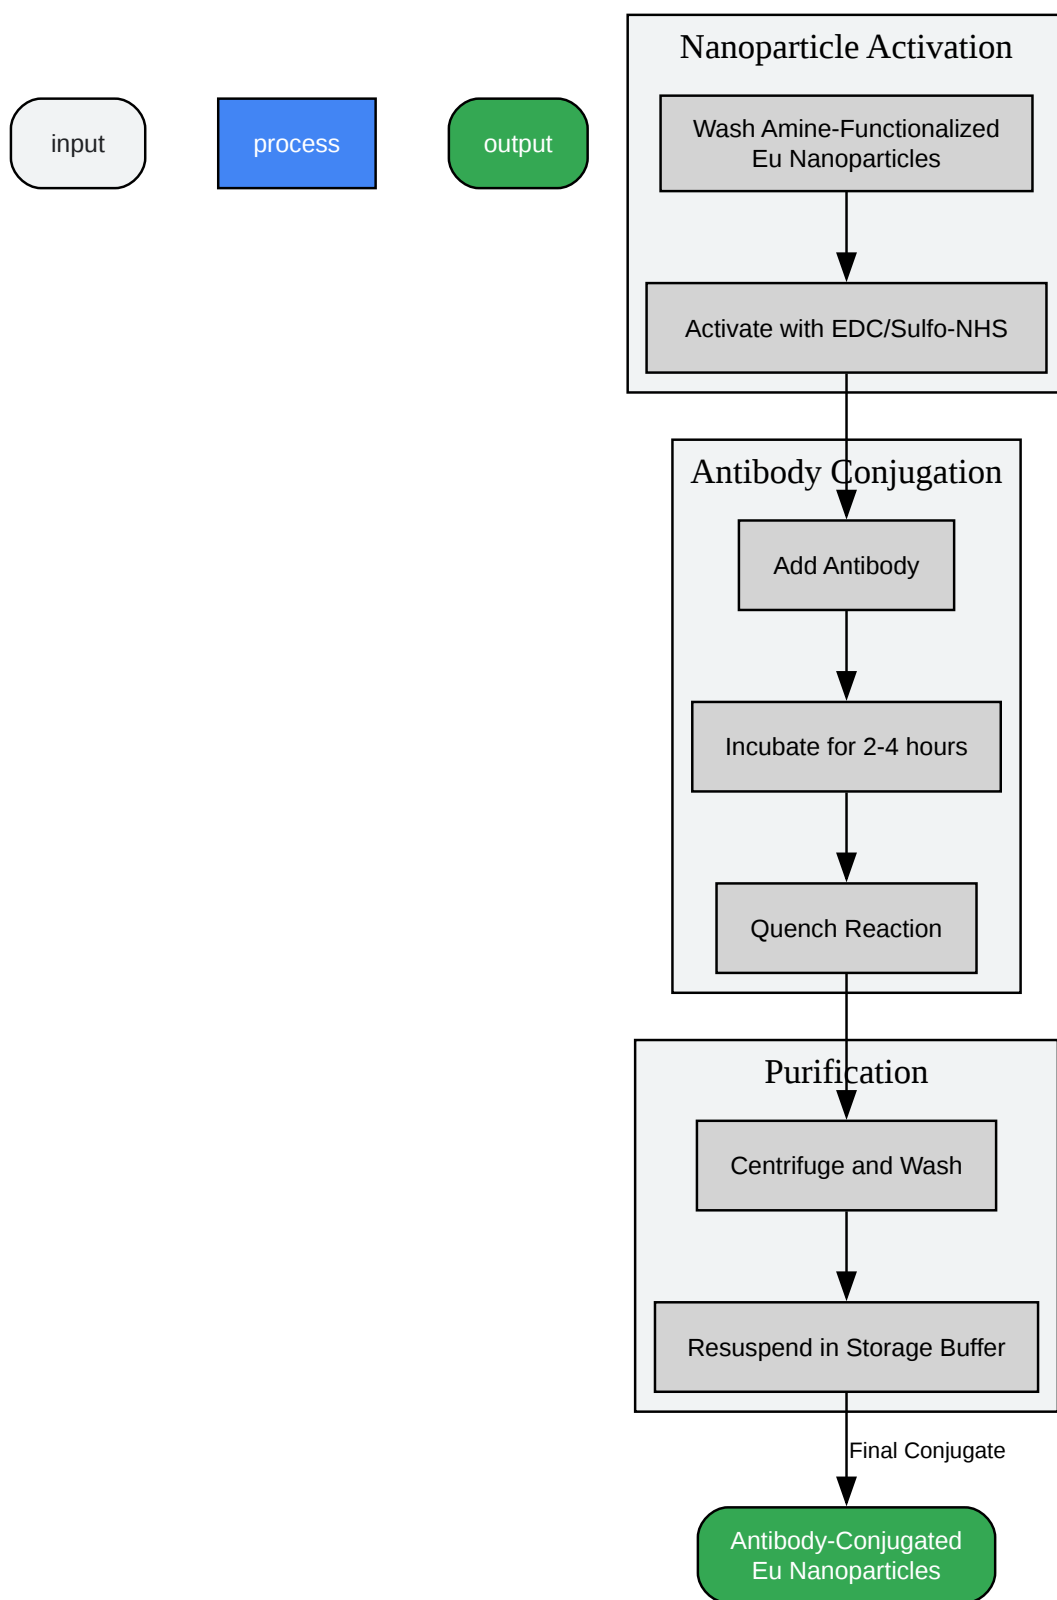 Nanoparticle Activation
input
process
output
Wash Amine-Functionalized
Eu Nanoparticles
Activate with EDC/Sulfo-NHS
Antibody Conjugation
Add Antibody
Incubate for 2-4 hours
Quench Reaction
Purification
Centrifuge and Wash
Resuspend in Storage Buffer
Final Conjugate
Antibody-Conjugated
Eu Nanoparticles